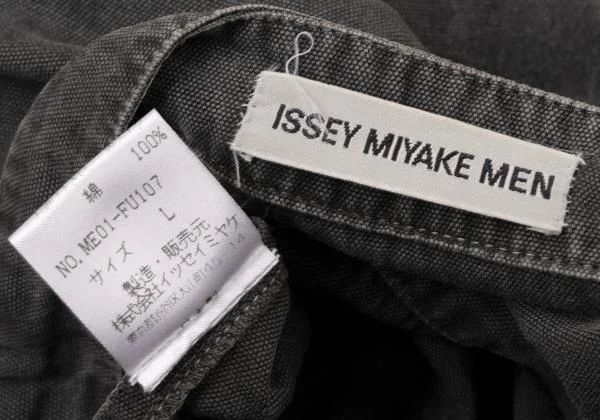 ISSEY MIYAKE MEN
綿 100%
NO. ME01-FU107
サイズ L
製造・販売元
株式会社イッセイミヤケ